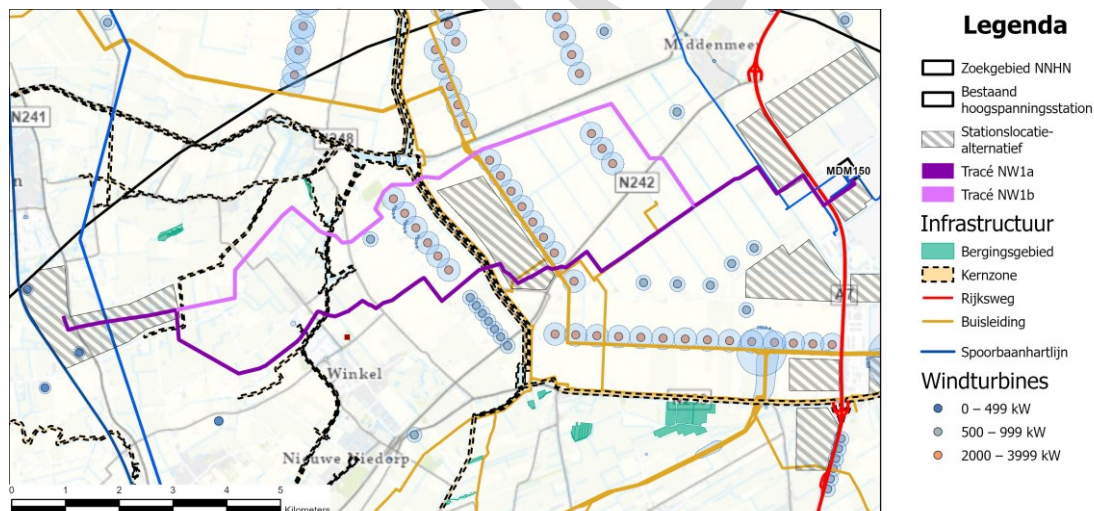 Middenmeer
N241
N248
N242
MDM150
A7
Winkel
Nieuwe Niedorp
0 1 2 3 4 5
Kilometers
Legenda
Zoekgebied NNHN
Bestaand
hoogspanningsstation
Stationslocatie-
alternatief
Tracé NW1a
Tracé NW1b
Infrastructuur
Bergingsgebied
Kernzone
Rijksweg
Buisleiding
Spoorbaanhartlijn
Windturbines
0 – 499 kW
500 – 999 kW
2000 – 3999 kW